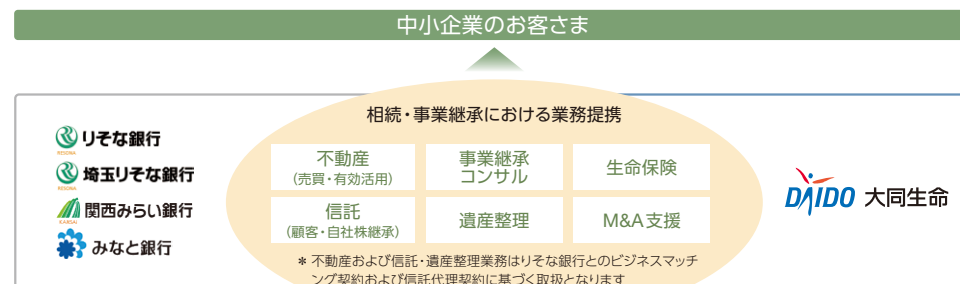 中小企業のお客さま
相続・事業継承における業務提携
りそな銀行
埼玉りそな銀行
関西みらい銀行
みなと銀行
不動産
（売買・有効活用）
事業継承
コンサル
生命保険
信託
（顧客・自社株継承）
遺産整理
M&A支援
DAIDO 大同生命
＊ 不動産および信託・遺産整理業務はりそな銀行とのビジネスマッチ
ング契約および信託代理契約に基づく取扱となります